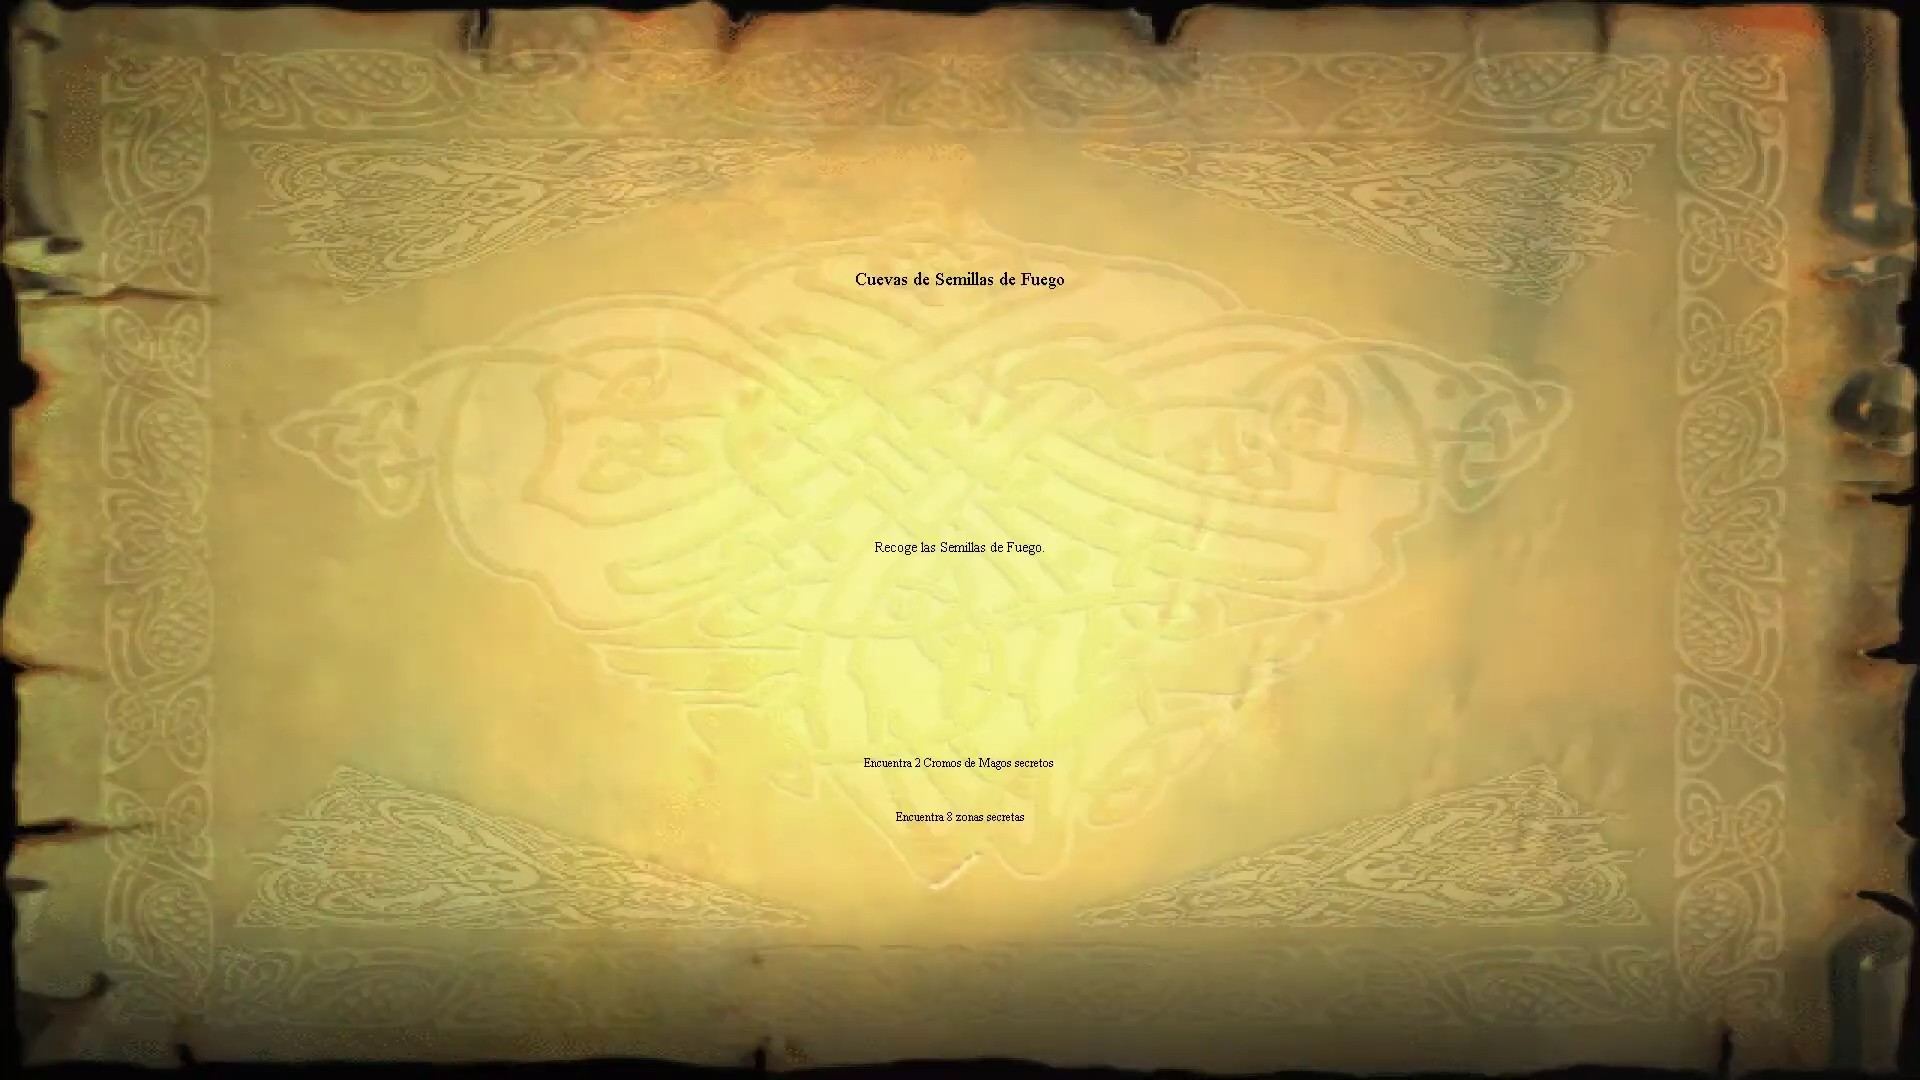 Cuevas de Semillas de Fuego
Recoge las Semillas de Fuego.
Encuentra 2 Cromos de Magos secretos
Encuentra 8 zonas secretas